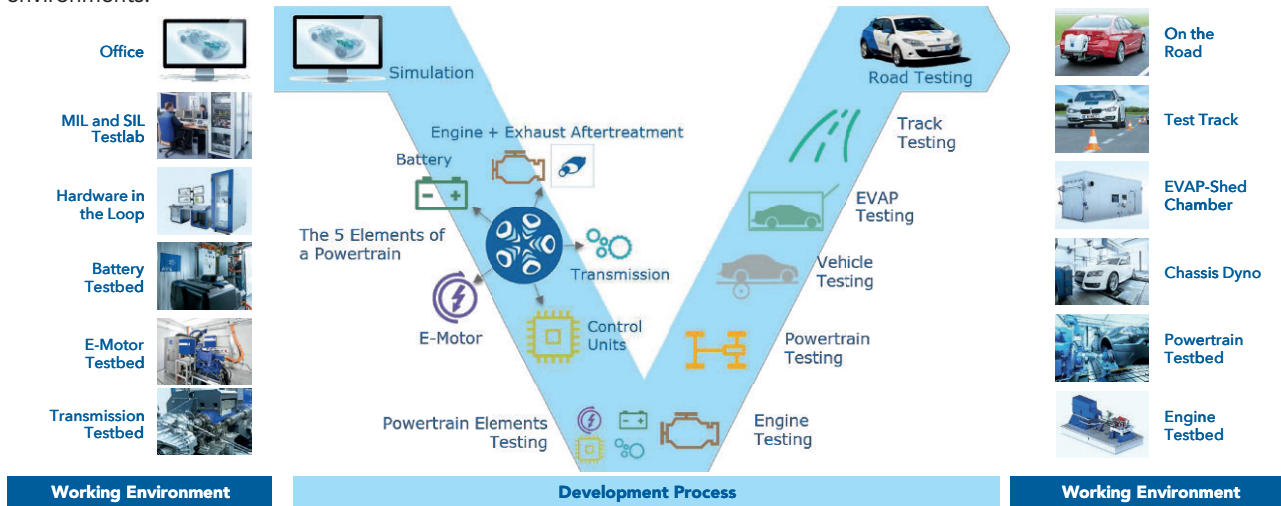 environments.
Office
MIL and SIL
Testlab
Hardware in
the Loop
Battery
Testbed
E-Motor
Testbed
Transmission
Testbed
Working Environment
Simulation
Engine + Exhaust Aftertreatment
Battery
The 5 Elements of
a Powertrain
Transmission
E-Motor
Control
Units
Powertrain Elements
Testing
Engine
Testing
Powertrain
Testing
Vehicle
Testing
EVAP
Testing
Track
Testing
Road Testing
Development Process
On the
Road
Test Track
EVAP-Shed
Chamber
Chassis Dyno
Powertrain
Testbed
Engine
Testbed
Working Environment